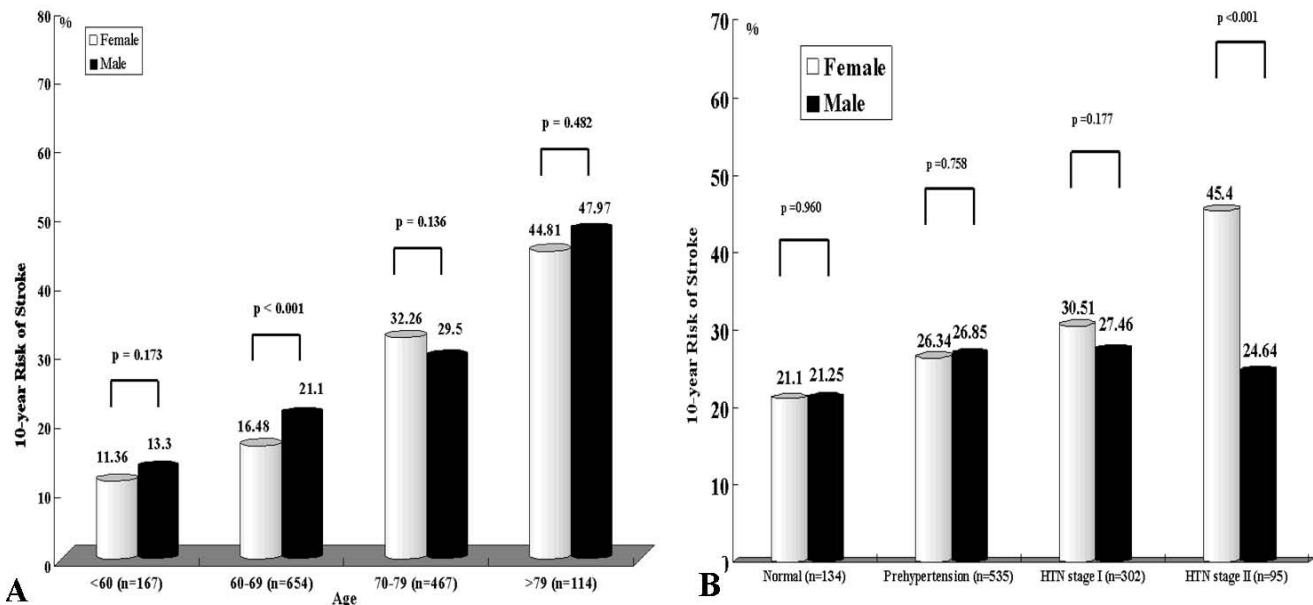 %
80
70
60
50
40
30
20
10
0
10-year Risk of Stroke
Female
Male
p = 0.173
p < 0.001
p = 0.136
p = 0.482
11.36
13.3
16.48
21.1
32.26
29.5
44.81
47.97
<60 (n=167)
60-69 (n=654)
70-79 (n=467)
>79 (n=114)
Age
A
%
70
60
50
40
30
20
10
10-year Risk of Stroke
Female
Male
p =0.960
p =0.758
p =0.177
p <0.001
21.1
21.25
26.34
26.85
30.51
27.46
45.4
24.64
Normal (n=134)
Prehypertension (n=535)
HTN stage I (n=302)
HTN stage II (n=95)
B